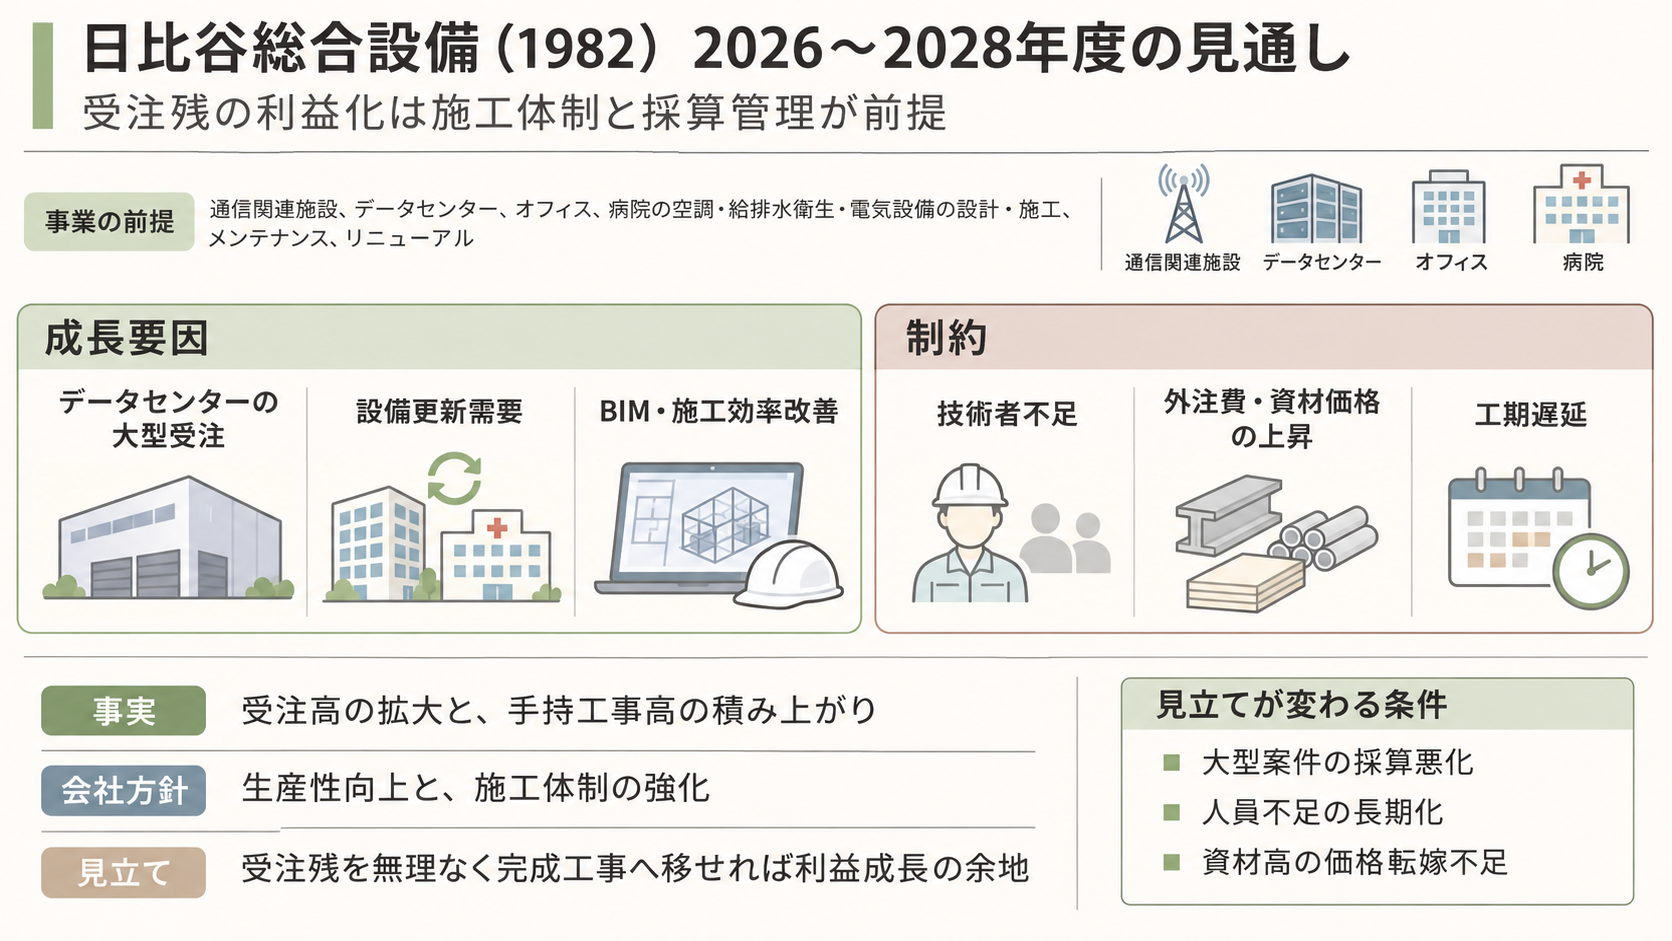 日比谷総合設備(1982) 2026～2028年度の見通し
受注残の利益化は施工体制と採算管理が前提
事業の前提
通信関連施設、データセンター、オフィス、病院の空調・給排水衛生・電気設備の設計・施工、
メンテナンス、リニューアル
通信関連施設
データセンター
オフィス
病院
成長要因
データセンターの
大型受注
設備更新需要
BIM・施工効率改善
制約
技術者不足
外注費・資材価格
の上昇
工期遅延
事実
受注高の拡大と、手持工事高の積み上がり
会社方針
生産性向上と、施工体制の強化
見立て
受注残を無理なく完成工事へ移せれば利益成長の余地
見立てが変わる条件
大型案件の採算悪化
人員不足の長期化
資材高の価格転嫁不足